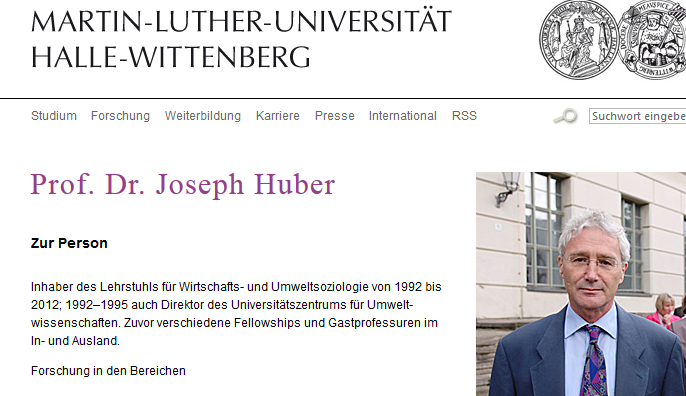 MARTIN-LUTHER-UNIVERSITÄT
HALLE-WITTENBERG
Studium Forschung Weiterbildung Karriere Presse International RSS
Suchwort eingebe
Prof. Dr. Joseph Huber
Zur Person
Inhaber des Lehrstuhls für Wirtschafts- und Umweltsoziologie von 1992 bis
2012; 1992–1995 auch Direktor des Universitätszentrums für Umwelt-
wissenschaften. Zuvor verschiedene Fellowships und Gastprofessuren im
In- und Ausland.
Forschung in den Bereichen